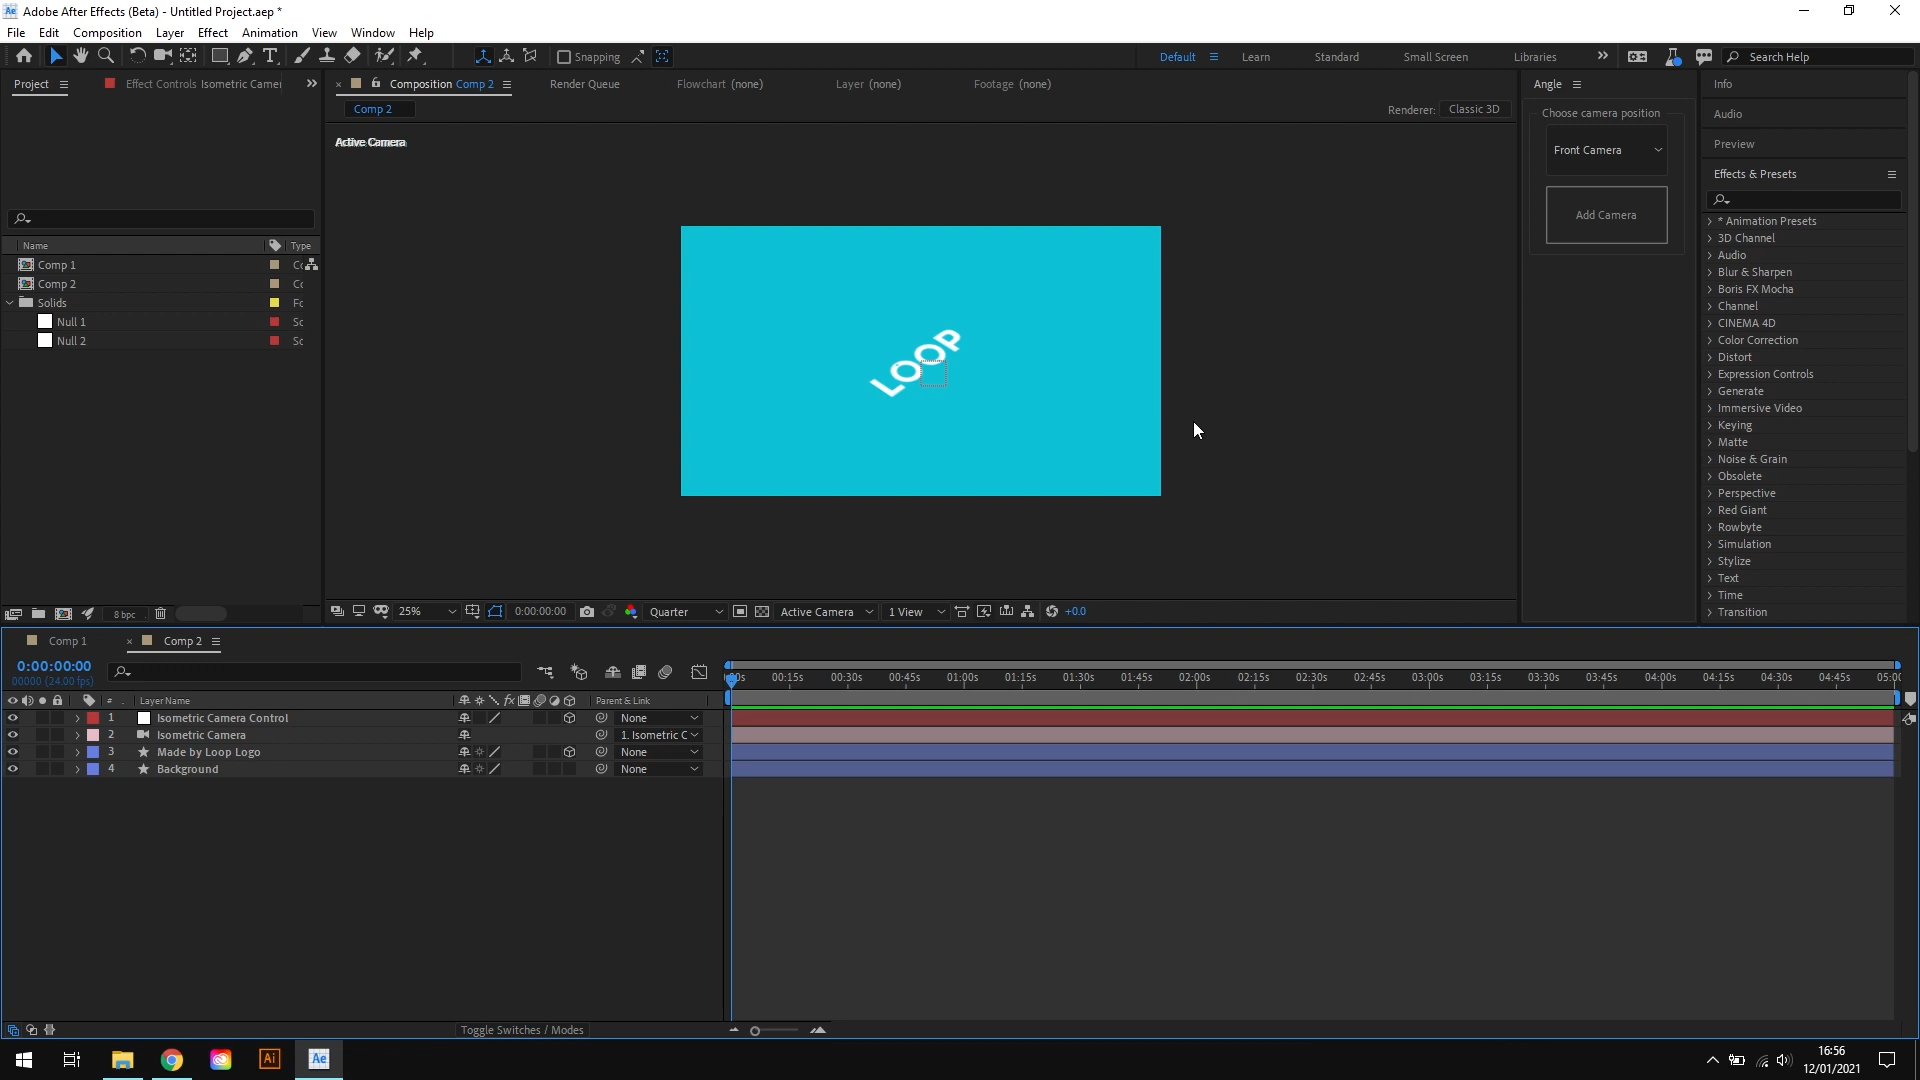 Adobe After Effects (Beta) - Untitled Project.aep *
File Edit Composition Layer Effect Animation View Window Help
Snapping
Default Learn Standard Small Screen Libraries Search Help
Project Effect Controls Isometric Camer
Composition Comp 2 Render Queue Flowchart (none) Layer (none) Footage (none)
Comp 2
Renderer: Classic 3D
Active Camera
LOOP
Name Type
Comp 1
Comp 2
Solids Fc
Null 1 Sc
Null 2 Sc
8 bpc
25% 0:00:00:00 Quarter Active Camera 1 View +0.0
Angle
Choose camera position
Front Camera
Add Camera
Info
Audio
Preview
Effects & Presets
* Animation Presets
3D Channel
Audio
Blur & Sharpen
Boris FX Mocha
Channel
CINEMA 4D
Color Correction
Distort
Expression Controls
Generate
Immersive Video
Keying
Matte
Noise & Grain
Obsolete
Perspective
Red Giant
Rowbyte
Simulation
Stylize
Text
Time
Transition
Comp 1 Comp 2
0:00:00:00
00000 (24.00 fps)
# Layer Name fx Parent & Link
1 Isometric Camera Control None
2 Isometric Camera 1. Isometric C
3 Made by Loop Logo None
4 Background None
00:15s 00:30s 00:45s 01:00s 01:15s 01:30s 01:45s 02:00s 02:15s 02:30s 02:45s 03:00s 03:15s 03:30s 03:45s 04:00s 04:15s 04:30s 04:45s 05:00
Toggle Switches / Modes
Ai Ae
16:56
12/01/2021